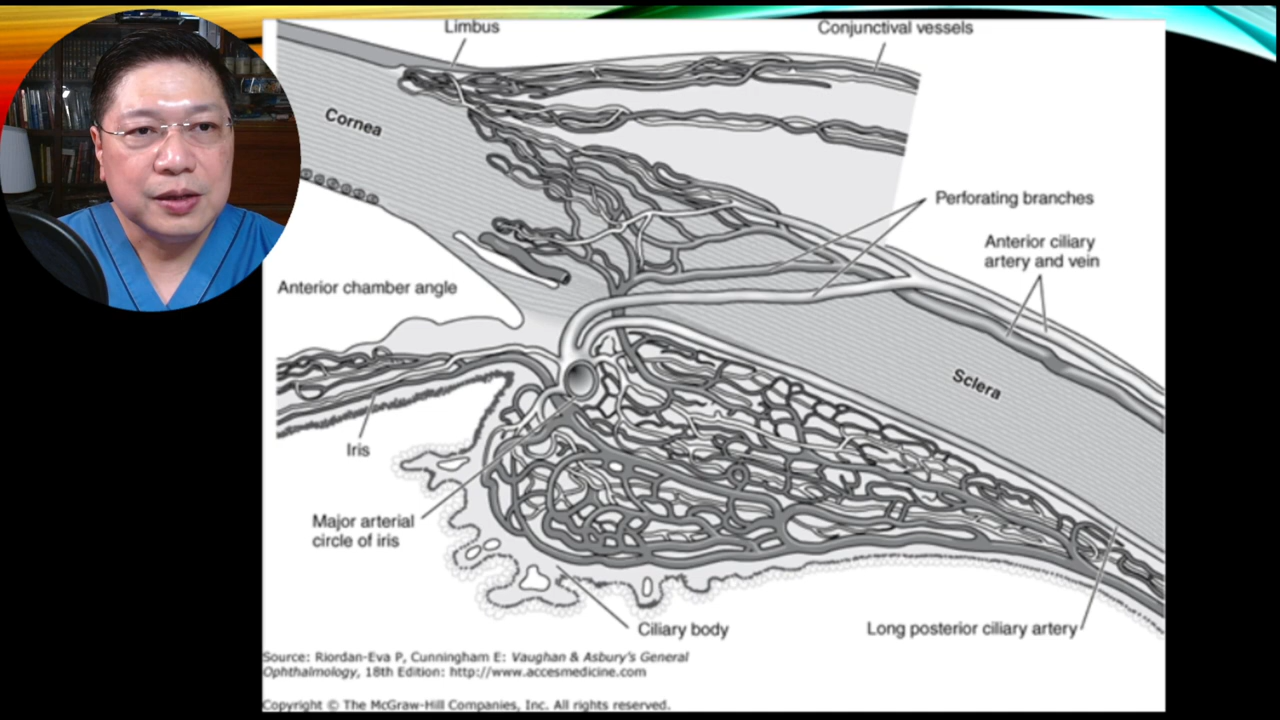 Limbus
Conjunctival vessels
Cornea
Perforating branches
Anterior ciliary
artery and vein
Anterior chamber angle
Sclera
Iris
Major arterial
circle of iris
Ciliary body
Long posterior ciliary artery
Source: Riordan-Eva P, Cunningham E: Vaughan & Asbury's General
Ophthalmology, 18th Edition: http://www.accesmedicine.com
Copyright © The McGraw-Hill Companies, Inc. All rights reserved.